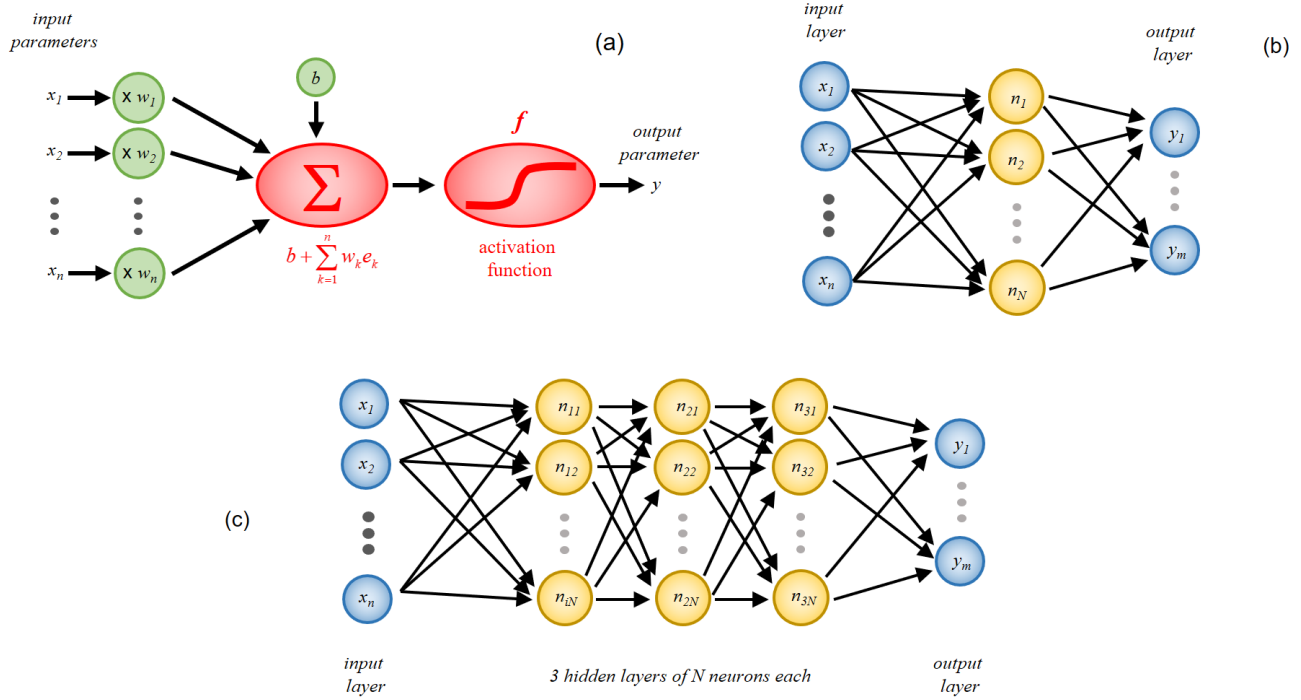 input
parameters
(a)
b
x1
x w1
f
x2
x w2
∑
output
parameter
y
xn
x wn
b + ∑ k=1 n wk ek
activation
function
input
layer
output
layer
(b)
x1
n1
y1
x2
n2
xn
nN
ym
(c)
x1
n11
n21
n31
y1
x2
n12
n22
n32
ym
xn
niN
n2N
n3N
input
layer
3 hidden layers of N neurons each
output
layer